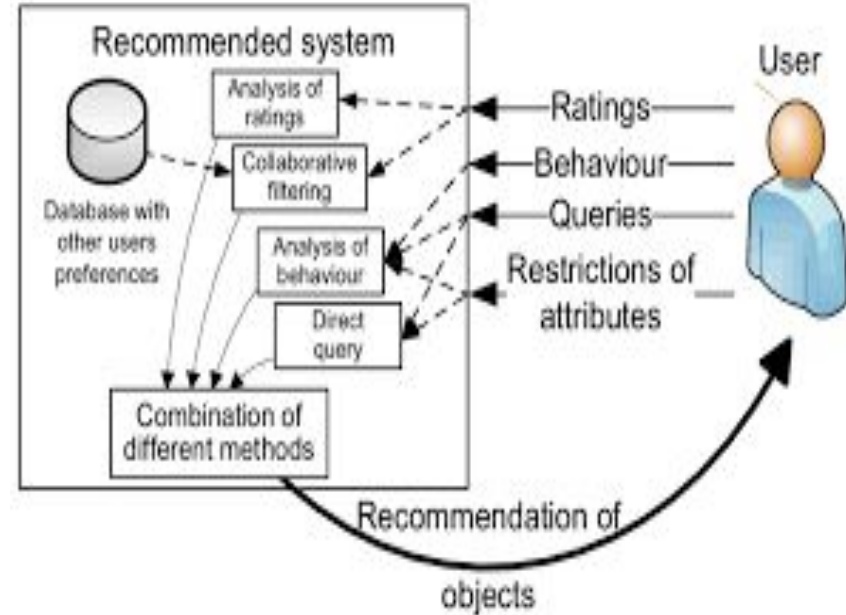 Recommended system
User
Analysis of
ratings
Ratings
Collaborative
filtering
Behaviour
Database with
other users
preferences
Queries
Analysis of
behaviour
Restrictions of
attributes
Direct
query
Combination of
different methods
Recommendation of
objects